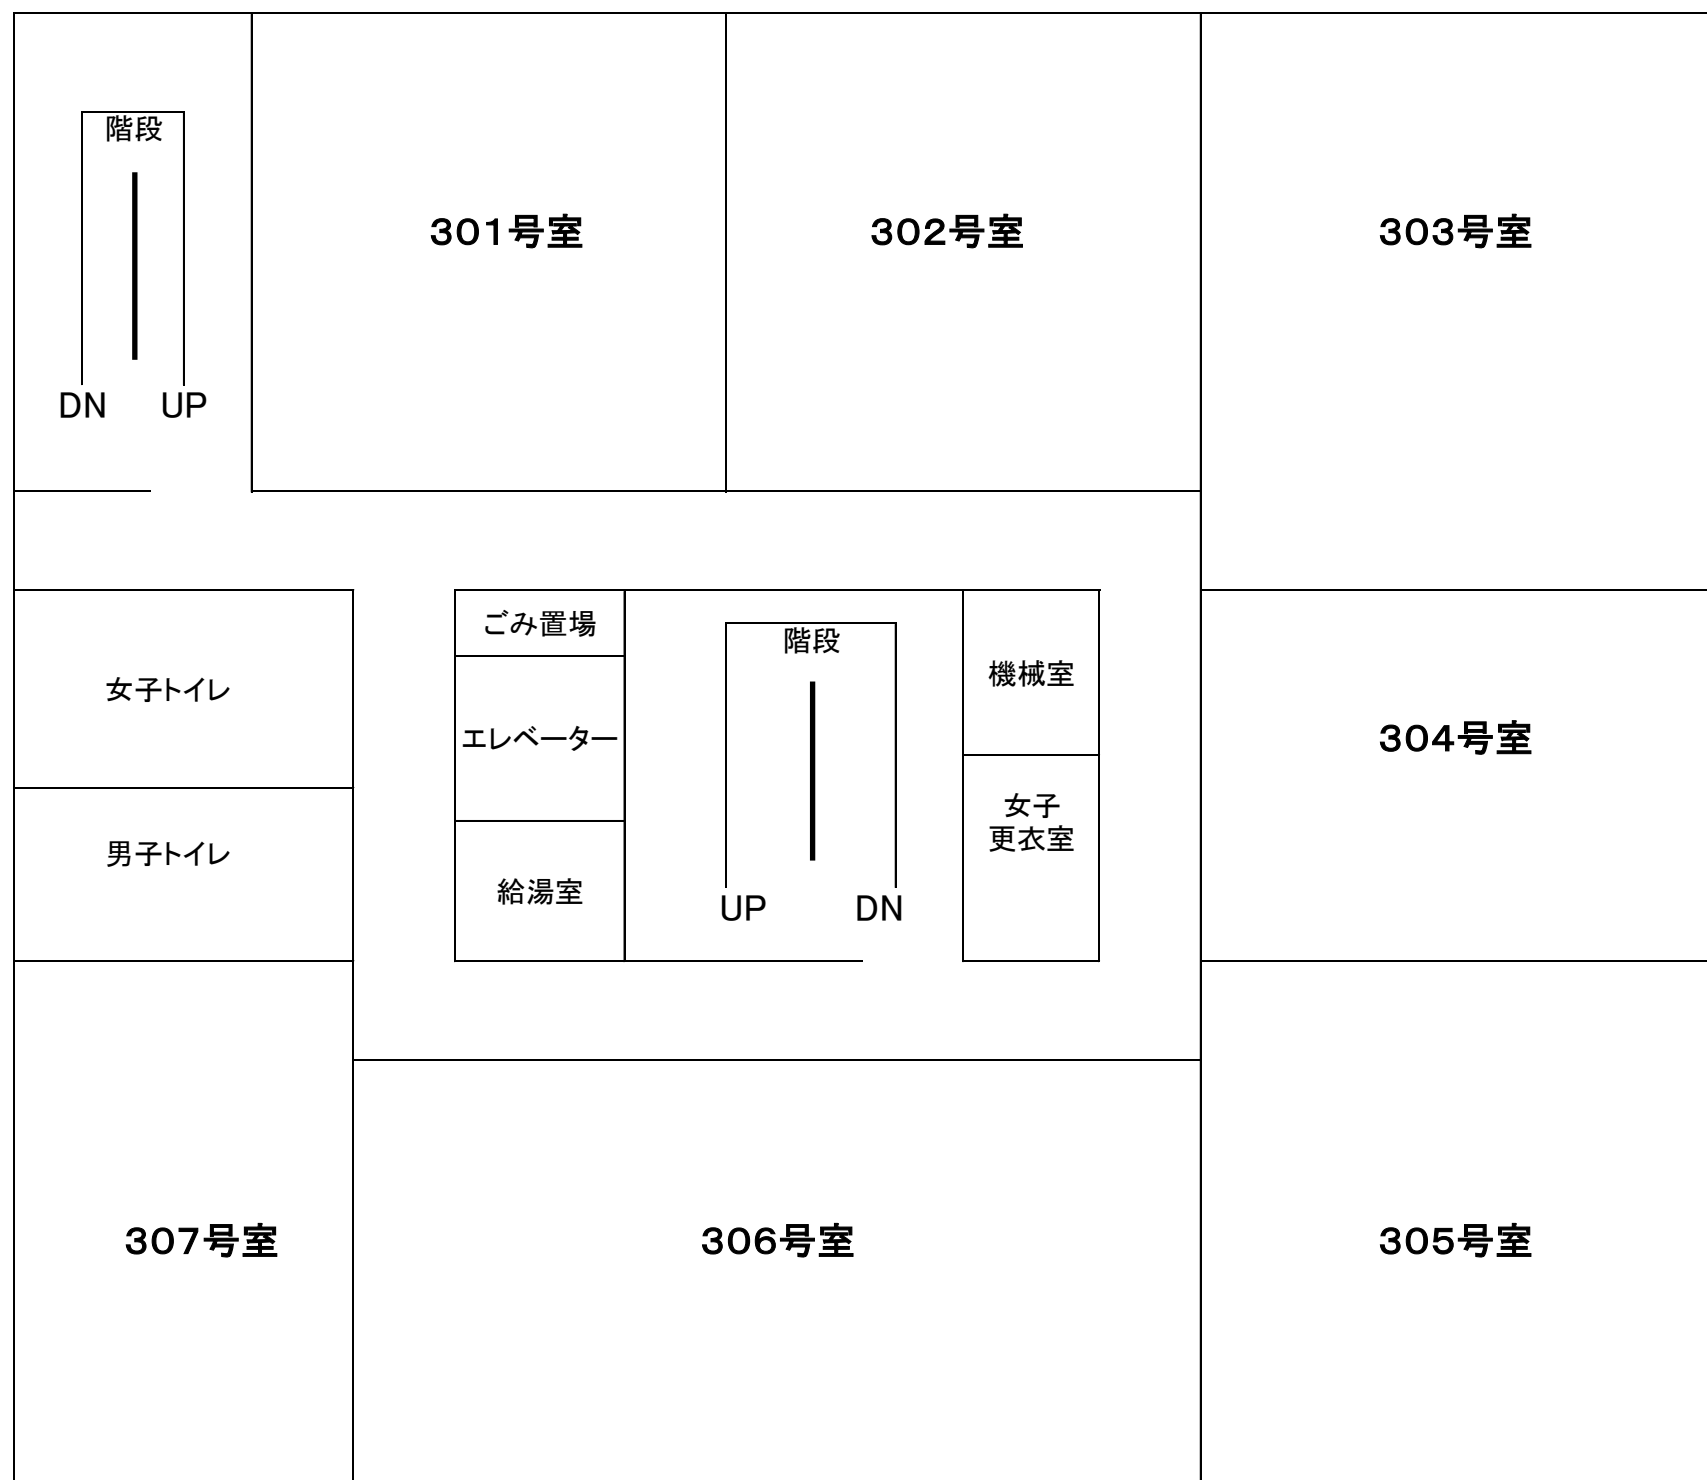 階段
301号室
302号室
303号室
DN
UP
ごみ置場
階段
機械室
女子トイレ
エレベーター
304号室
女子
更衣室
男子トイレ
給湯室
UP
DN
307号室
306号室
305号室